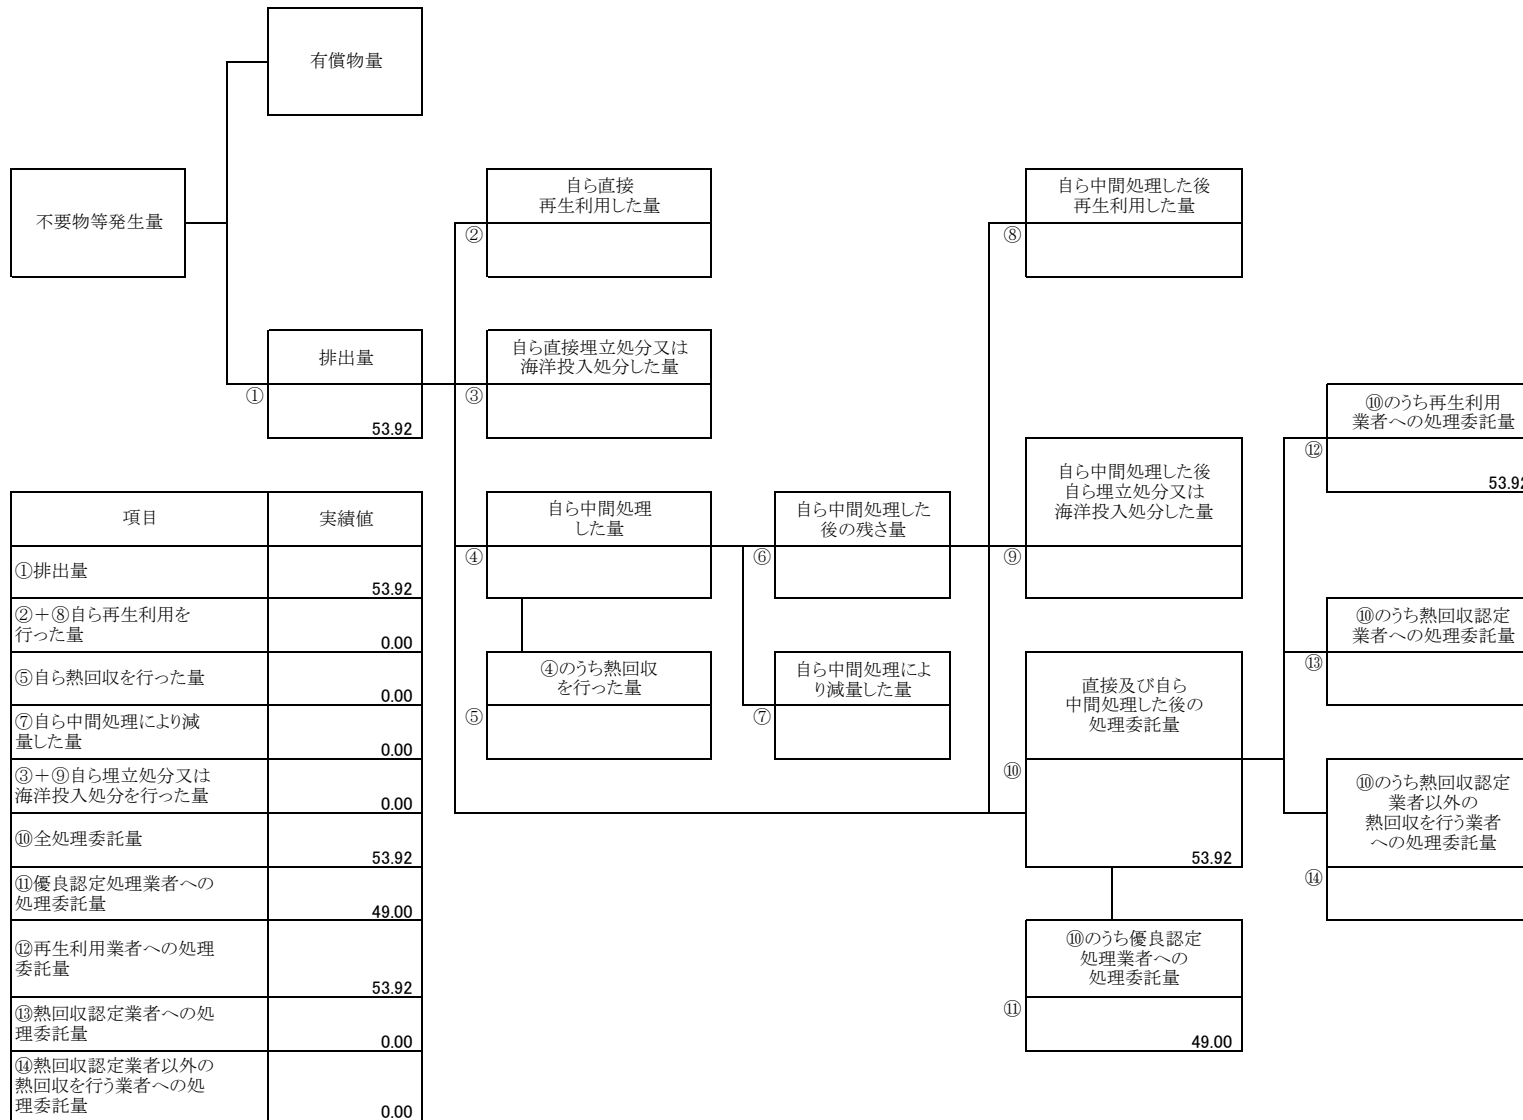 有償物量
不要物等発生量
排出量
①
53.92
自ら直接
再生利用した量
②
自ら直接埋立処分又は
海洋投入処分した量
③
自ら中間処理
した量
④
④のうち熱回収
を行った量
⑤
自ら中間処理した
後の残さ量
⑥
自ら中間処理によ
り減量した量
⑦
自ら中間処理した後
再生利用した量
⑧
自ら中間処理した後
自ら埋立処分又は
海洋投入処分した量
⑨
直接及び自ら
中間処理した後の
処理委託量
⑩
53.92
⑩のうち優良認定
処理業者への
処理委託量
⑪
49.00
⑩のうち再生利用
業者への処理委託量
⑫
53.92
⑩のうち熱回収認定
業者への処理委託量
⑬
⑩のうち熱回収認定
業者以外の
熱回収を行う業者
への処理委託量
⑭
項目 実績値
①排出量
53.92
②＋⑧自ら再生利用を
行った量
0.00
⑤自ら熱回収を行った量
0.00
⑦自ら中間処理により減
量した量
0.00
③＋⑨自ら埋立処分又は
海洋投入処分を行った量
0.00
⑩全処理委託量
53.92
⑪優良認定処理業者への
処理委託量
49.00
⑫再生利用業者への処理
委託量
53.92
⑬熱回収認定業者への処
理委託量
0.00
⑭熱回収認定業者以外の
熱回収を行う業者への処
理委託量
0.00